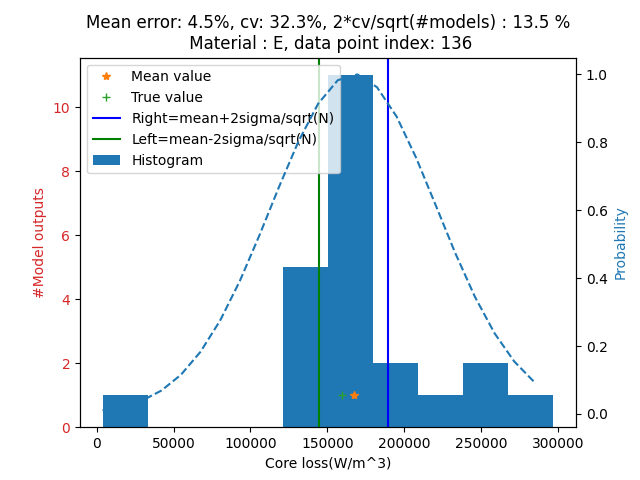 Mean error: 4.5%, cv: 32.3%, 2*cv/sqrt(#models) : 13.5 %
Material : E, data point index: 136
Mean value
True value
Right=mean+2sigma/sqrt(N)
Left=mean-2sigma/sqrt(N)
Histogram
#Model outputs
10
8
6
4
2
0
1.0
0.8
0.6
0.4
0.2
0.0
Probability
0 50000 100000 150000 200000 250000 300000
Core loss(W/m^3)